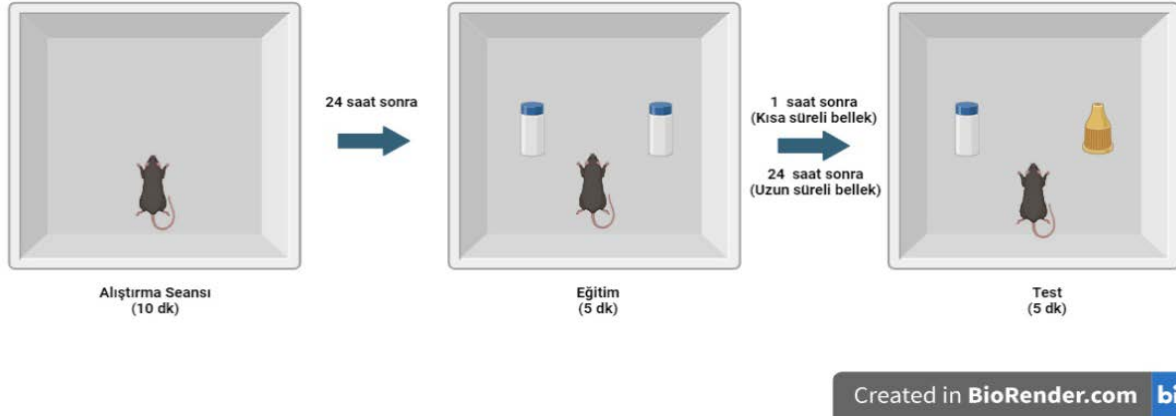 24 saat sonra
1 saat sonra
(Kısa süreli bellek)
24 saat sonra
(Uzun süreli bellek)
Alıştırma Seansı
(10 dk)
Eğitim
(5 dk)
Test
(5 dk)
Created in BioRender.com bi